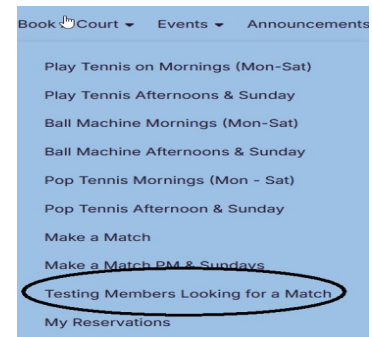 Book Court Events Announcements
Play Tennis on Mornings (Mon-Sat)
Play Tennis Afternoons & Sunday
Ball Machine Mornings (Mon-Sat)
Ball Machine Afternoons & Sunday
Pop Tennis Mornings (Mon - Sat)
Pop Tennis Afternoon & Sunday
Make a Match
Make a Match PM & Sundays
Testing Members Looking for a Match
My Reservations